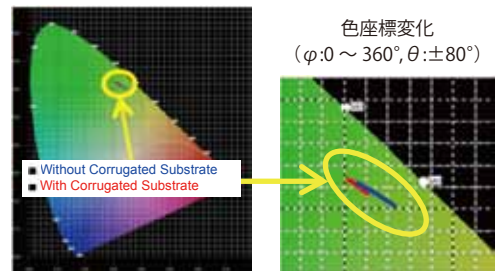 色座標変化
（φ:0 ～ 360°, θ:±80°）
Without Corrugated Substrate
With Corrugated Substrate